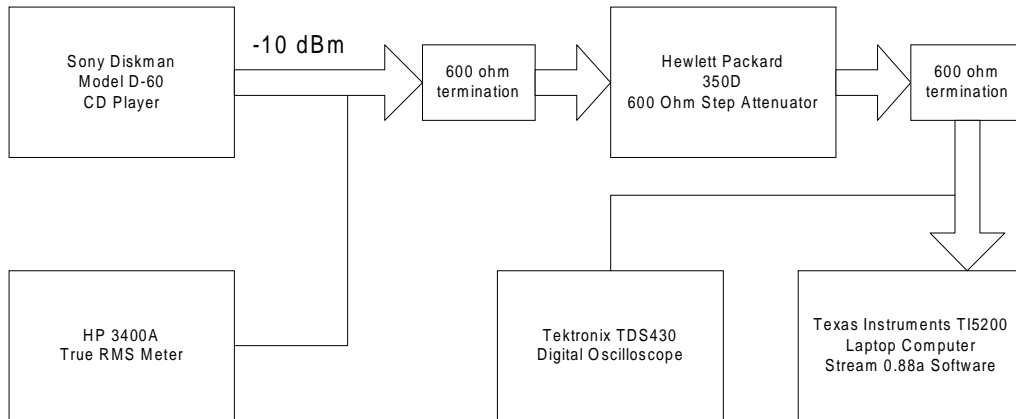 Sony Diskman
Model D-60
CD Player
-10 dBm
600 ohm
termination
Hewlett Packard
350D
600 Ohm Step Attenuator
600 ohm
termination
HP 3400A
True RMS Meter
Tektronix TDS430
Digital Oscilloscope
Texas Instruments TI5200
Laptop Computer
Stream 0.88a Software